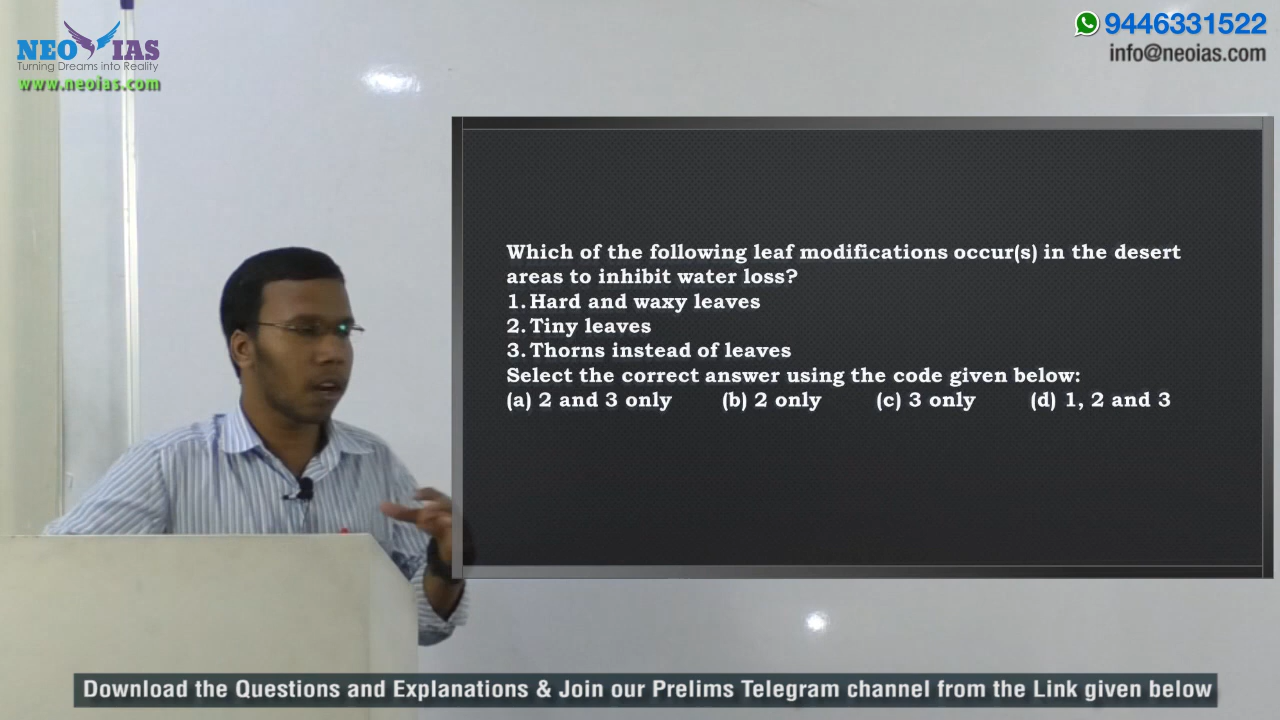 NEO IAS
Turning Dreams into Reality
www.neoias.com
9446331522
info@neoias.com
Which of the following leaf modifications occur(s) in the desert
areas to inhibit water loss?
1. Hard and waxy leaves
2. Tiny leaves
3. Thorns instead of leaves
Select the correct answer using the code given below:
(a) 2 and 3 only (b) 2 only (c) 3 only (d) 1, 2 and 3
Download the Questions and Explanations & Join our Prelims Telegram channel from the Link given below